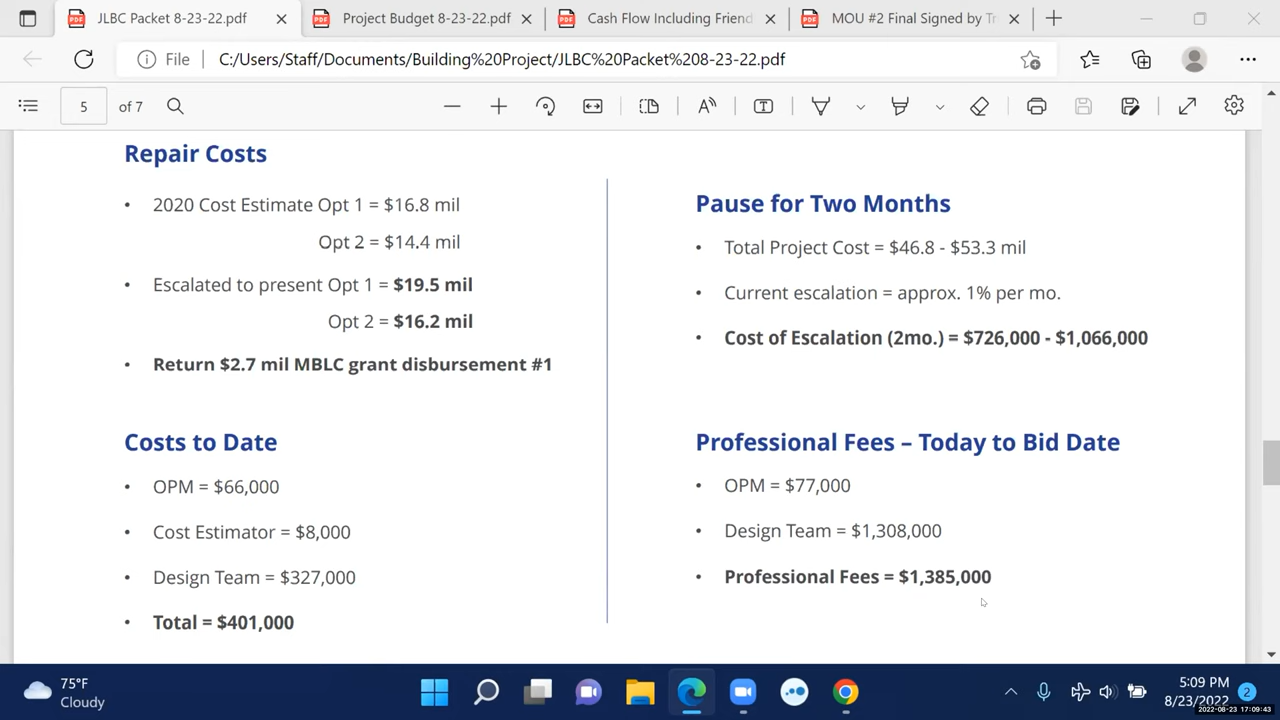 JLBC Packet 8-23-22.pdf
Project Budget 8-23-22.pdf
Cash Flow Including Friend
MOU #2 Final Signed by Tr
File
C:/Users/Staff/Documents/Building%20Project/JLBC%20Packet%208-23-22.pdf
5 of 7
Repair Costs
• 2020 Cost Estimate Opt 1 = $16.8 mil
Opt 2 = $14.4 mil
• Escalated to present Opt 1 = $19.5 mil
Opt 2 = $16.2 mil
• Return $2.7 mil MBLC grant disbursement #1
Costs to Date
• OPM = $66,000
• Cost Estimator = $8,000
• Design Team = $327,000
• Total = $401,000
Pause for Two Months
• Total Project Cost = $46.8 - $53.3 mil
• Current escalation = approx. 1% per mo.
• Cost of Escalation (2mo.) = $726,000 - $1,066,000
Professional Fees – Today to Bid Date
• OPM = $77,000
• Design Team = $1,308,000
• Professional Fees = $1,385,000
75°F
Cloudy
5:09 PM
8/23/2022
2
2022-08-23 17:09:43